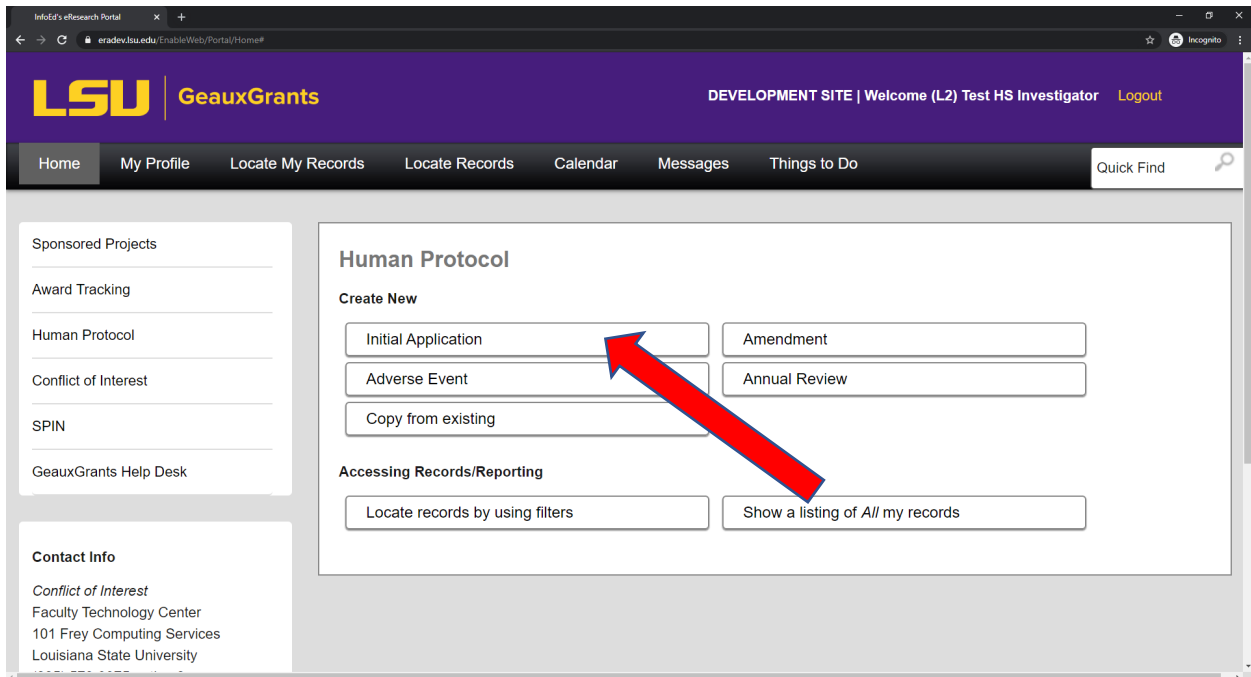 InfoEd's eResearch Portal
eradev.lsu.edu/EnableWeb/Portal/Home#
Incognito
LSU GeauxGrants
DEVELOPMENT SITE | Welcome (L2) Test HS Investigator Logout
Home My Profile Locate My Records Locate Records Calendar Messages Things to Do
Quick Find
Sponsored Projects
Award Tracking
Human Protocol
Conflict of Interest
SPIN
GeauxGrants Help Desk
Contact Info
Conflict of Interest
Faculty Technology Center
101 Frey Computing Services
Louisiana State University
Human Protocol
Create New
Initial Application Amendment
Adverse Event Annual Review
Copy from existing
Accessing Records/Reporting
Locate records by using filters Show a listing of All my records